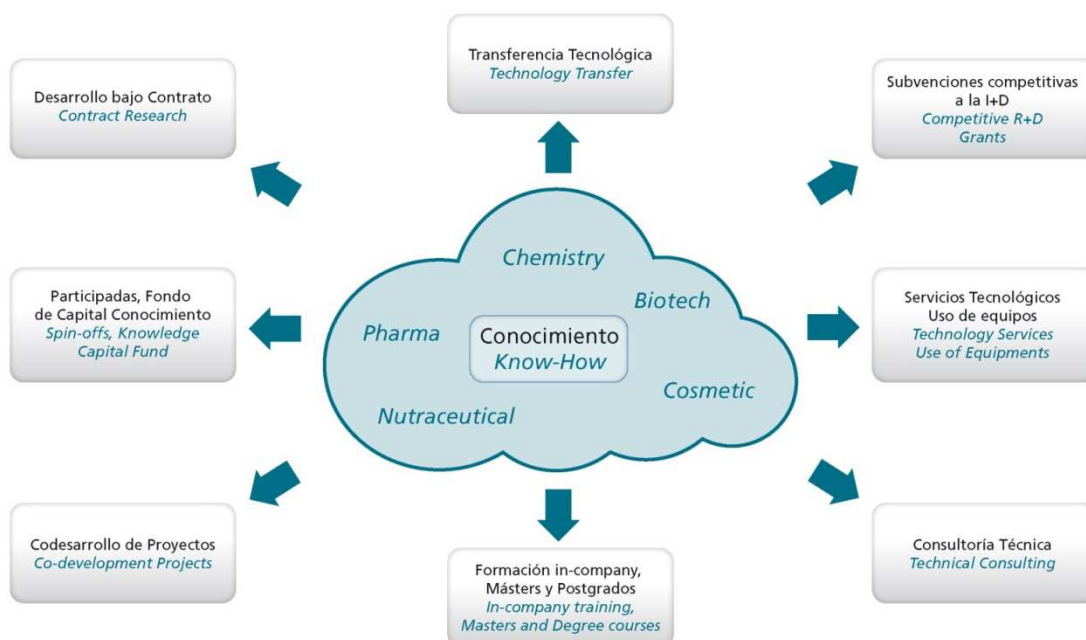 Transferencia Tecnológica
Technology Transfer
Desarrollo bajo Contrato
Contract Research
Subvenciones competitivas
a la I+D
Competitive R+D
Grants
Chemistry
Biotech
Pharma
Conocimiento
Know-How
Cosmetic
Nutraceutical
Participadas, Fondo
de Capital Conocimiento
Spin-offs, Knowledge
Capital Fund
Servicios Tecnológicos
Uso de equipos
Technology Services
Use of Equipments
Codesarrollo de Proyectos
Co-development Projects
Formación in-company,
Másters y Postgrados
In-company training,
Masters and Degree courses
Consultoría Técnica
Technical Consulting